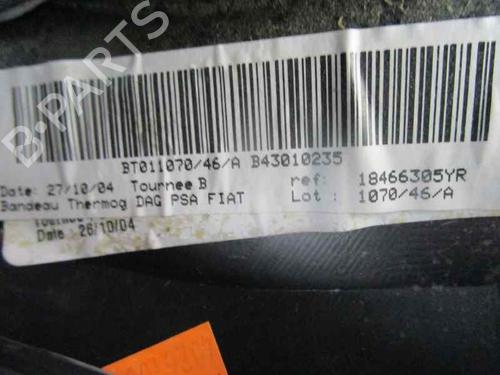 B-PARTS
BT011070/46/A B43010235
Date: 27/10/04 Tournee B ref: 18466305YR
Bandeau Thermog DAG PSA FIAT Lot : 1070/46/A
Date : 26/10/04